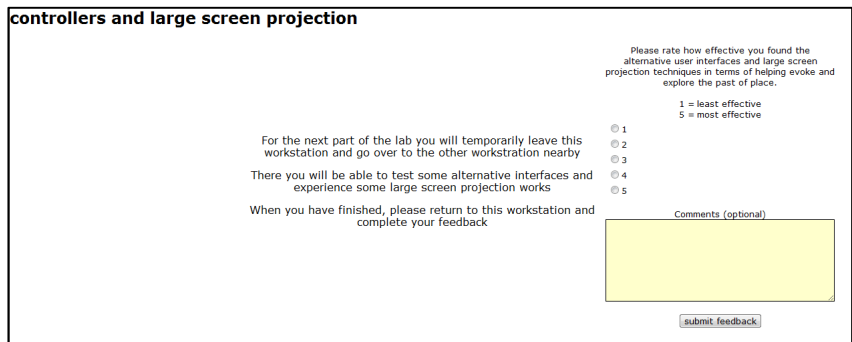 controllers and large screen projection
For the next part of the lab you will temporarily leave this
workstation and go over to the other workstration nearby
There you will be able to test some alternative interfaces and
experience some large screen projection works
When you have finished, please return to this workstation and
complete your feedback
Please rate how effective you found the
alternative user interfaces and large screen
projection techniques in terms of helping evoke and
explore the past of place.
1 = least effective
5 = most effective
1
2
3
4
5
Comments (optional)
submit feedback